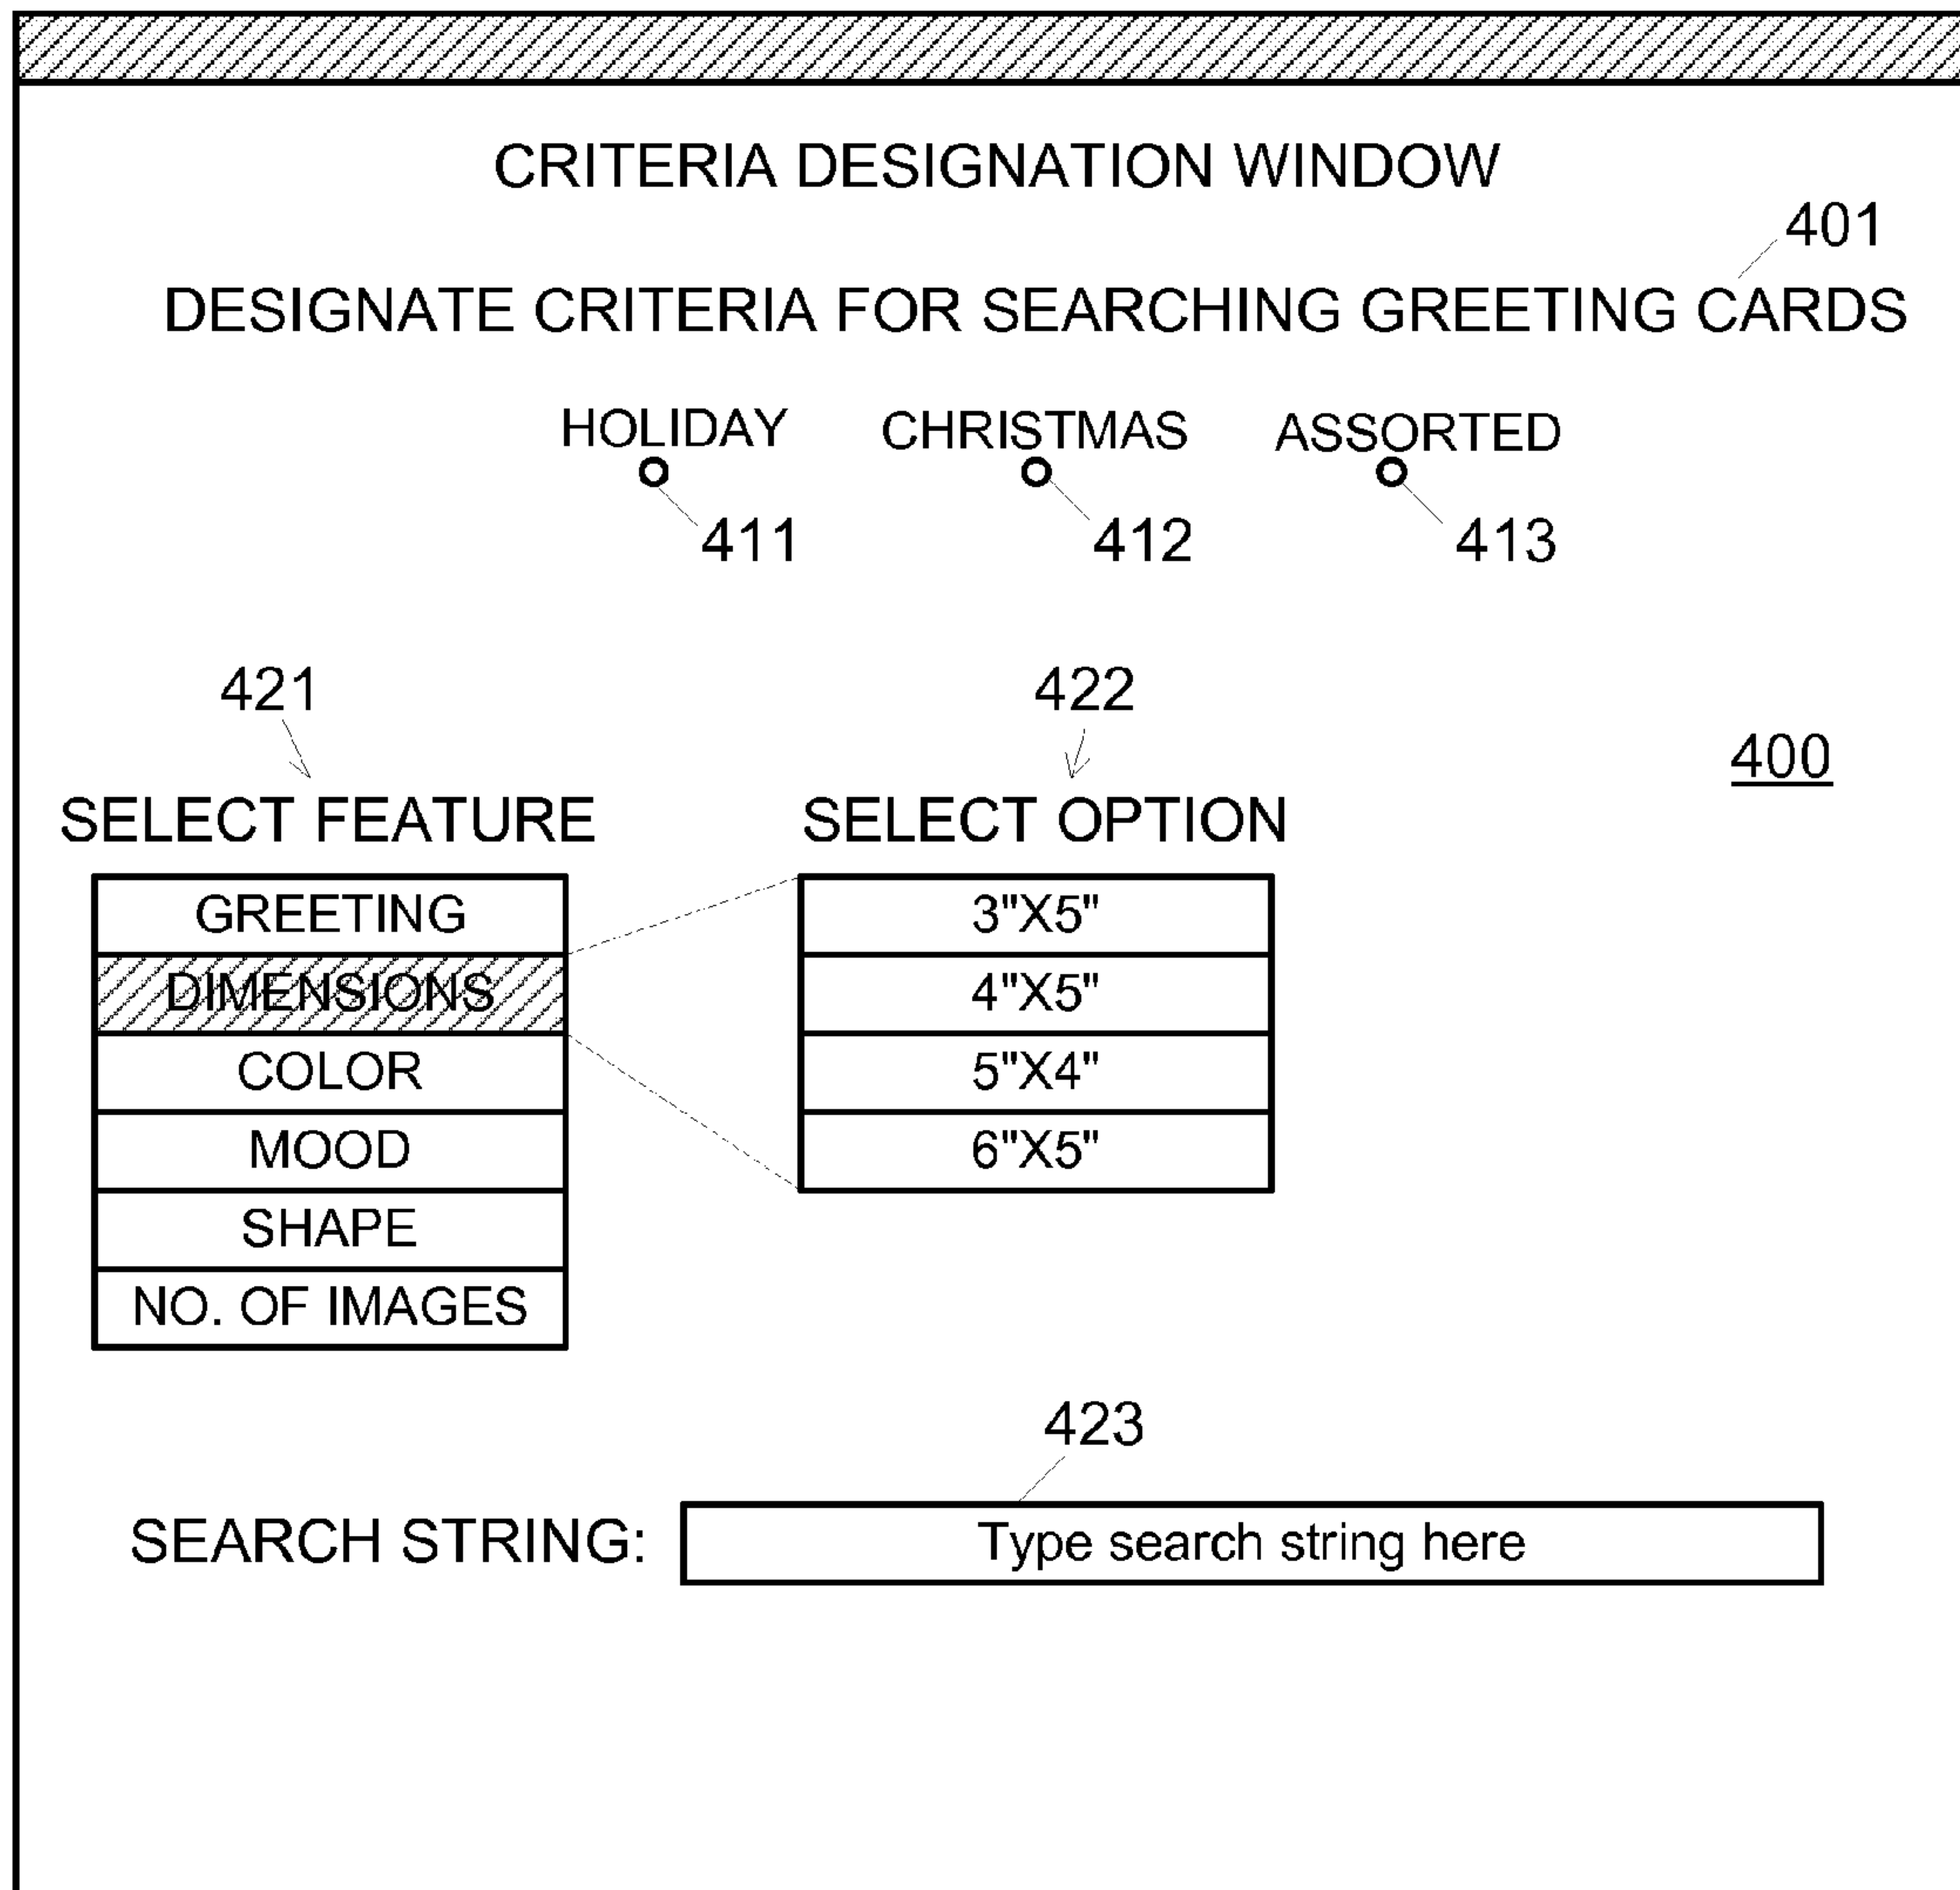 CRITERIA DESIGNATION WINDOW
401
DESIGNATE CRITERIA FOR SEARCHING GREETING CARDS
HOLIDAY CHRISTMAS ASSORTED
411 412 413
421 422
400
SELECT FEATURE SELECT OPTION
GREETING 3"X5"
DIMENSIONS 4"X5"
COLOR 5"X4"
MOOD 6"X5"
SHAPE
NO. OF IMAGES
423
SEARCH STRING: Type search string here